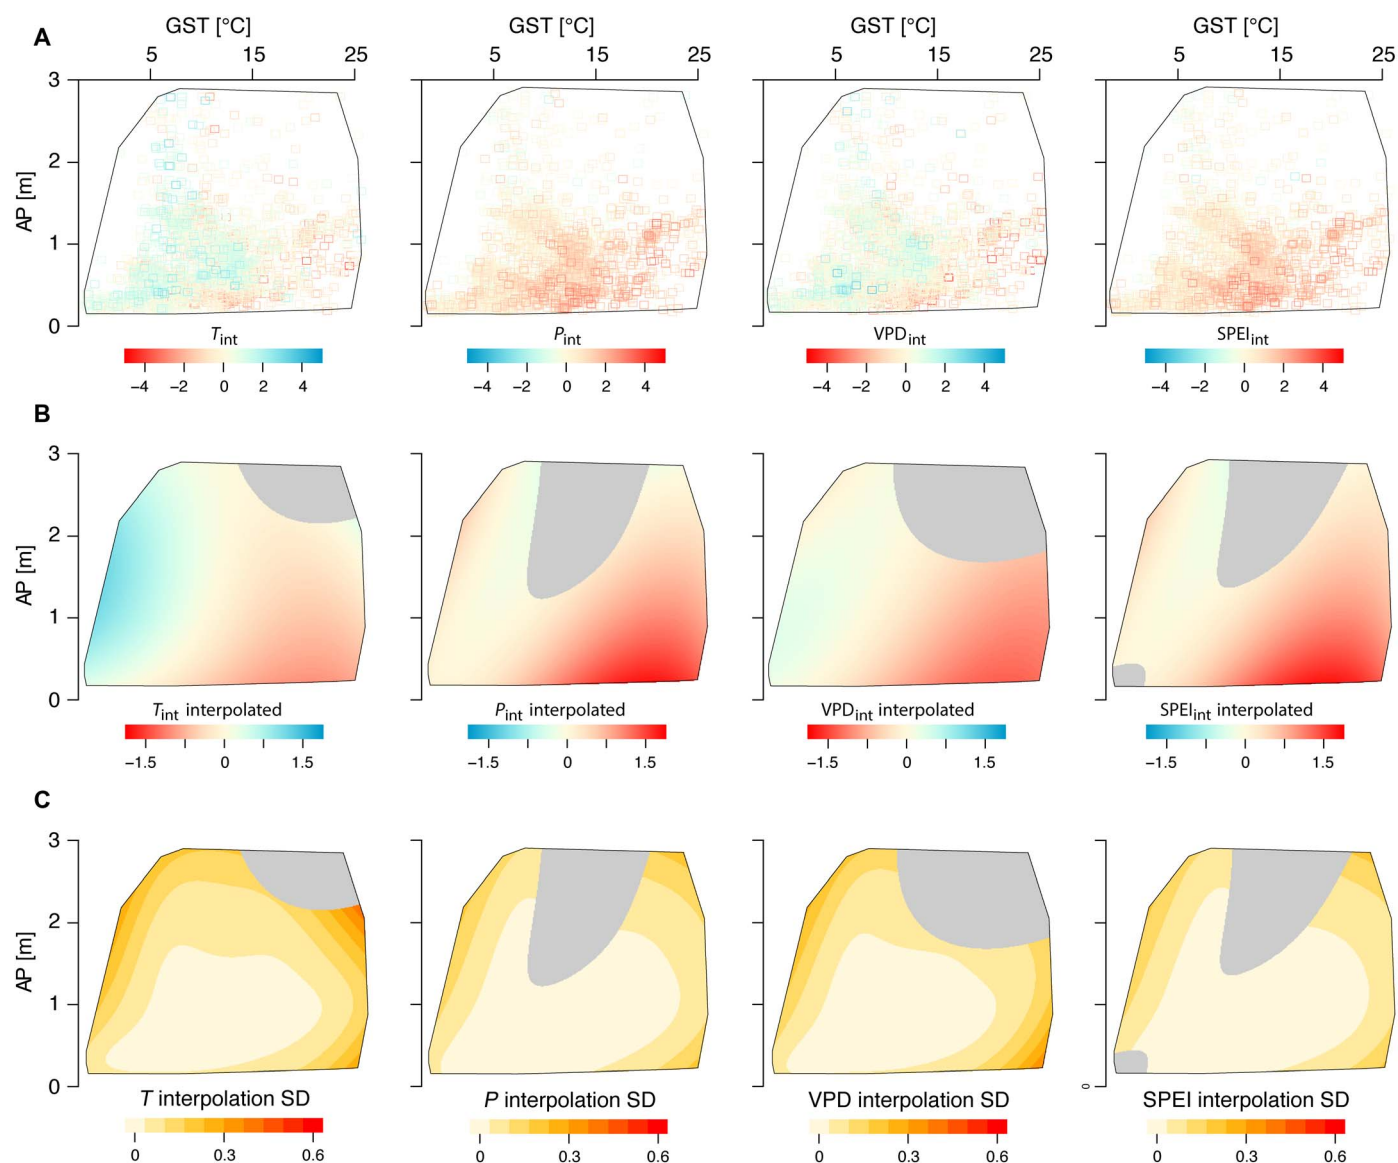 A
GST [°C] GST [°C] GST [°C] GST [°C]
5 15 25 5 15 25 5 15 25 5 15 25
3
2
AP [m]
1
0
Tint Pint VPDint SPEIint
−4 −2 0 2 4 −4 −2 0 2 4 −4 −2 0 2 4 −4 −2 0 2 4
B
3
2
AP [m]
1
0
Tint interpolated Pint interpolated VPDint interpolated SPEIint interpolated
−1.5 0 1.5 −1.5 0 1.5 −1.5 0 1.5 −1.5 0 1.5
C
3
2
AP [m]
1
0 0
T interpolation SD P interpolation SD VPD interpolation SD SPEI interpolation SD
0 0.3 0.6 0 0.3 0.6 0 0.3 0.6 0 0.3 0.6